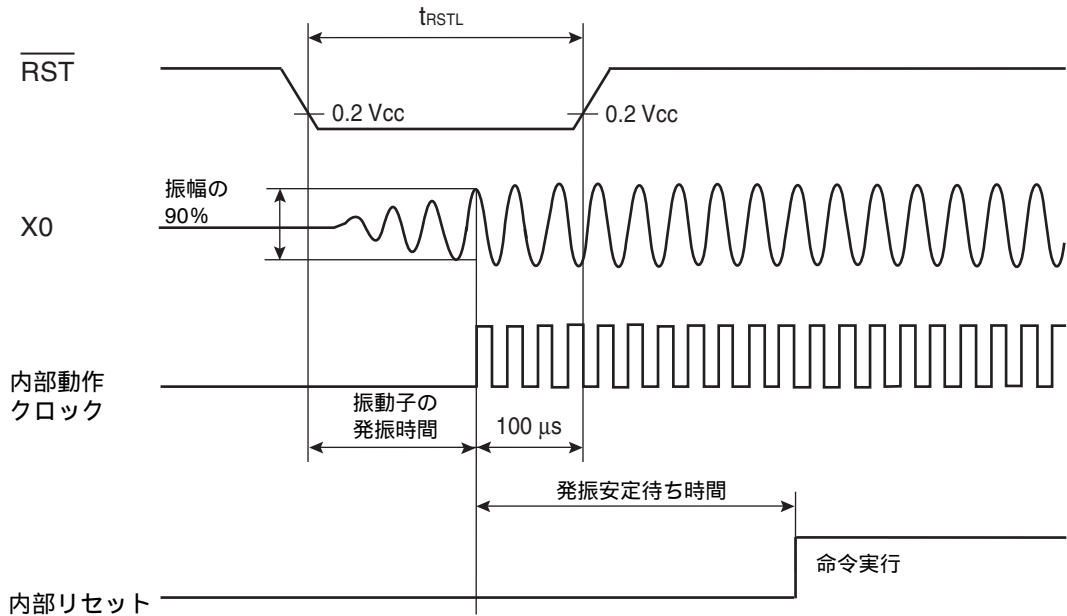 tRSTL
RST
0.2 Vcc
0.2 Vcc
振幅の
90%
X0
内部動作
クロック
振動子の
発振時間
100 μs
発振安定待ち時間
命令実行
内部リセット